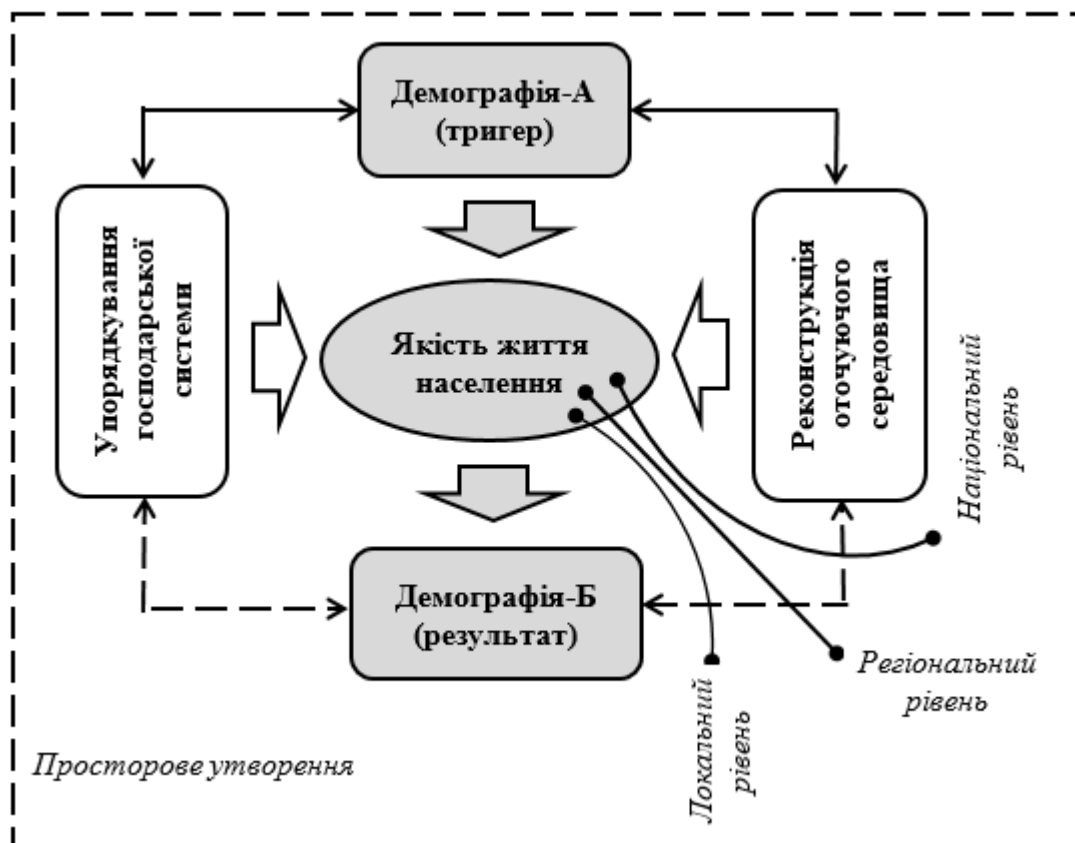 Демографія-А
(тригер)
Упорядкування
господарської
системи
Якість життя
населення
Реконструкція
оточуючого
середовища
Національний
рівень
Демографія-Б
(результат)
Регіональний
рівень
Локальний
рівень
Просторове утворення